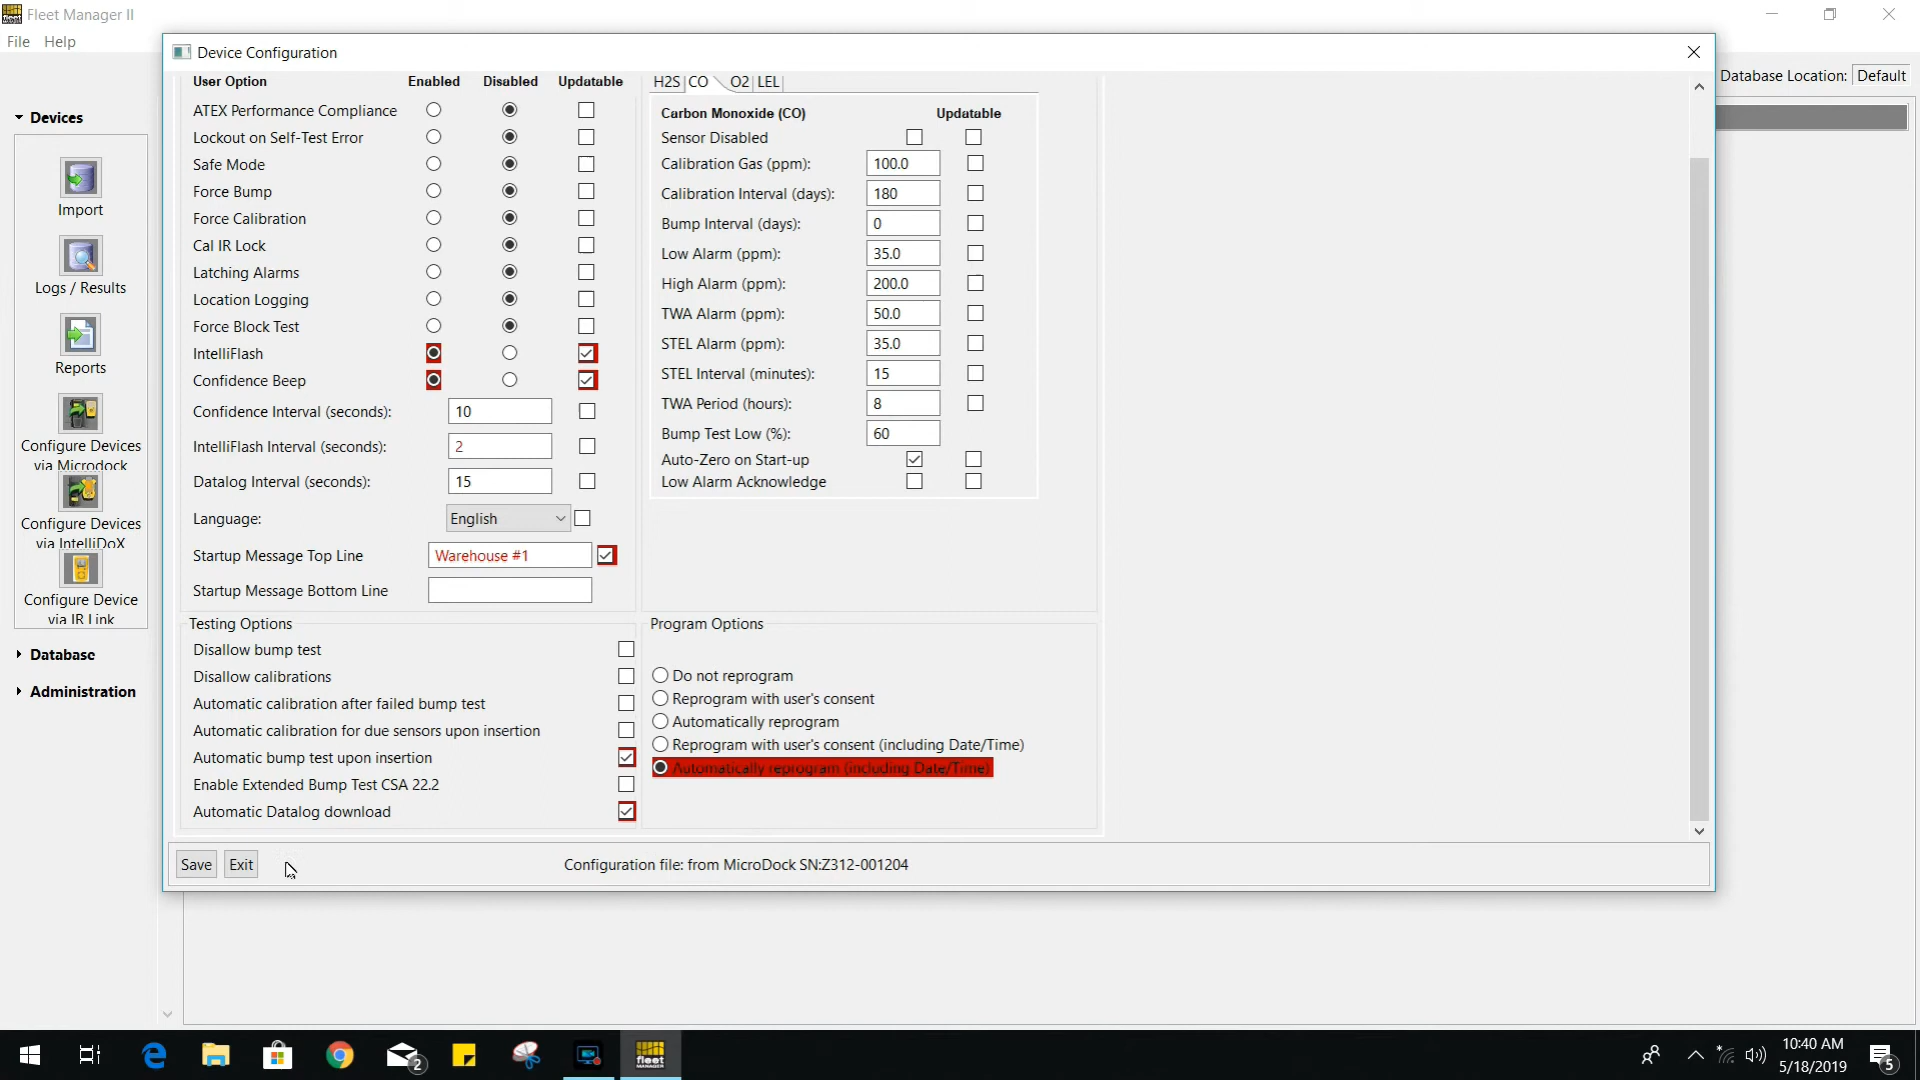 Fleet Manager II
File Help
Device Configuration
Database Location: Default
Devices
Import
Logs / Results
Reports
Configure Devices
via Microdock
Configure Devices
via IntelliDoX
Configure Device
via IR Link
Database
Administration
User Option Enabled Disabled Updatable
ATEX Performance Compliance
Lockout on Self-Test Error
Safe Mode
Force Bump
Force Calibration
Cal IR Lock
Latching Alarms
Location Logging
Force Block Test
IntelliFlash
Confidence Beep
Confidence Interval (seconds): 10
IntelliFlash Interval (seconds): 2
Datalog Interval (seconds): 15
Language: English
Startup Message Top Line Warehouse #1
Startup Message Bottom Line
H2S CO O2 LEL
Carbon Monoxide (CO) Updatable
Sensor Disabled
Calibration Gas (ppm): 100.0
Calibration Interval (days): 180
Bump Interval (days): 0
Low Alarm (ppm): 35.0
High Alarm (ppm): 200.0
TWA Alarm (ppm): 50.0
STEL Alarm (ppm): 35.0
STEL Interval (minutes): 15
TWA Period (hours): 8
Bump Test Low (%): 60
Auto-Zero on Start-up
Low Alarm Acknowledge
Testing Options
Disallow bump test
Disallow calibrations
Automatic calibration after failed bump test
Automatic calibration for due sensors upon insertion
Automatic bump test upon insertion
Enable Extended Bump Test CSA 22.2
Automatic Datalog download
Program Options
Do not reprogram
Reprogram with user's consent
Automatically reprogram
Reprogram with user's consent (including Date/Time)
Automatically reprogram (including Date/Time)
Save Exit Configuration file: from MicroDock SN:Z312-001204
2
fleet
MANAGER
10:40 AM
5/18/2019
5